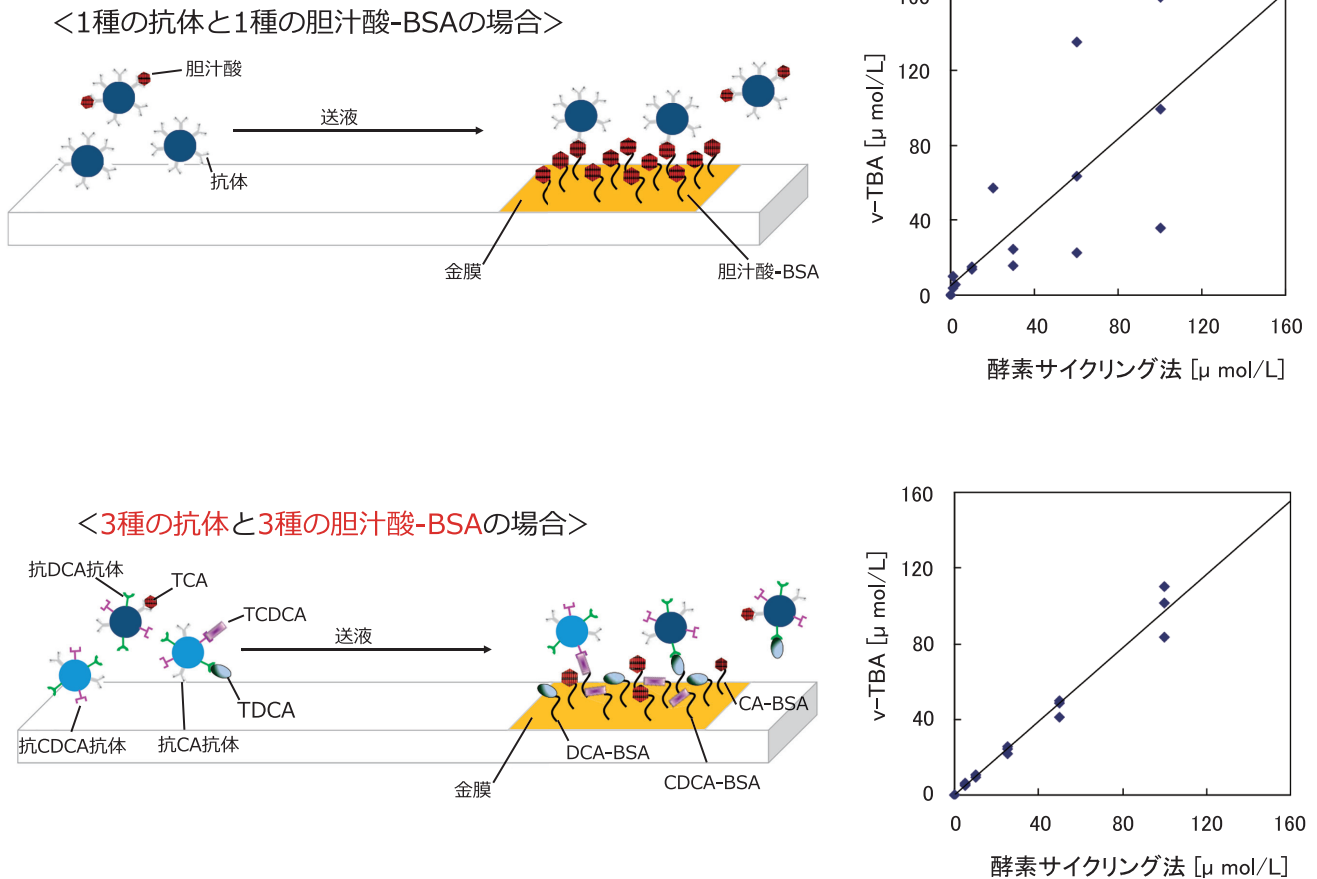 <1種の抗体と1種の胆汁酸-BSAの場合>
胆汁酸
送液
抗体
金膜
胆汁酸-BSA
160
120
80
40
0
v-TBA [μ mol/L]
0 40 80 120 160
酵素サイクリング法 [μ mol/L]
<3種の抗体と3種の胆汁酸-BSAの場合>
抗DCA抗体
TCA
TCDCA
送液
TDCA
抗CDCA抗体
抗CA抗体
金膜
DCA-BSA
CA-BSA
CDCA-BSA
160
120
80
40
0
v-TBA [μ mol/L]
0 40 80 120 160
酵素サイクリング法 [μ mol/L]